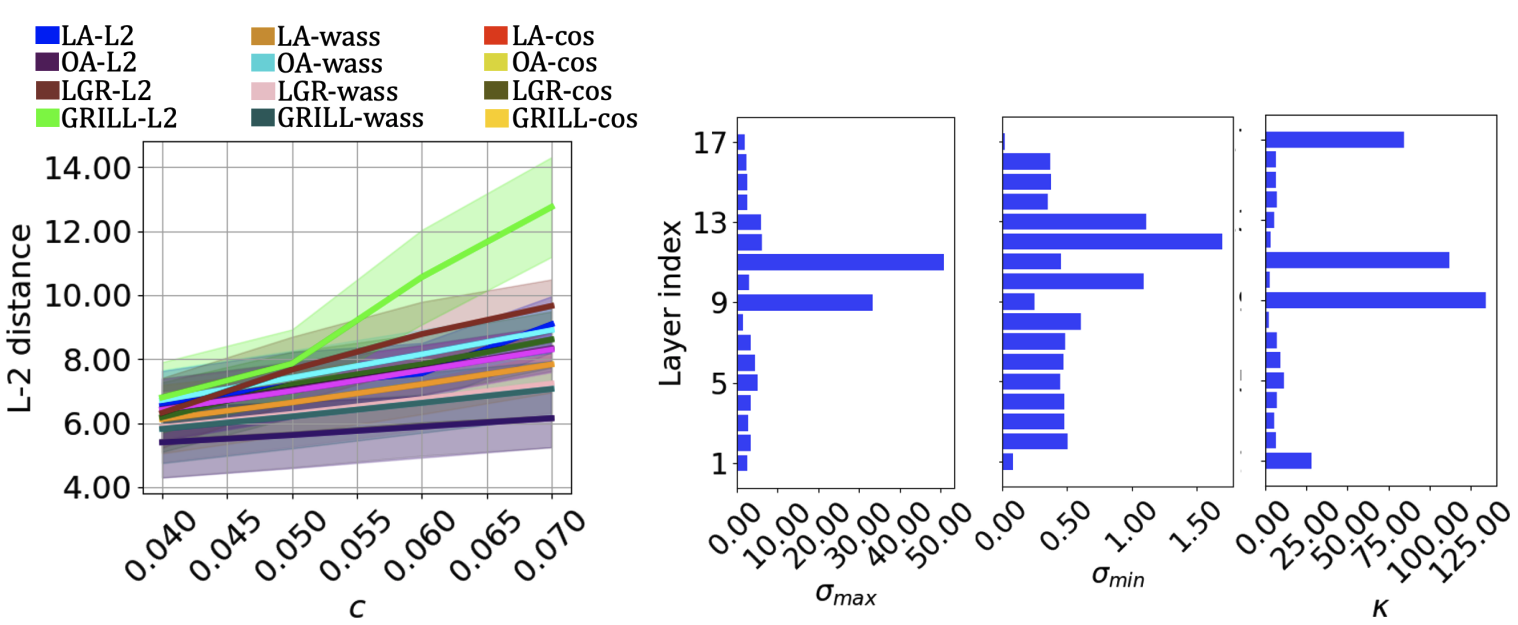 LA-L2 LA-wass LA-cos
OA-L2 OA-wass OA-cos
LGR-L2 LGR-wass LGR-cos
GRILL-L2 GRILL-wass GRILL-cos
L-2 distance
14.00
12.00
10.00
8.00
6.00
4.00
0.040 0.045 0.050 0.055 0.060 0.065 0.070
c
Layer index
17
13
9
5
1
0.00 10.00 20.00 30.00 40.00 50.00
σmax
0.00 0.50 1.00 1.50
σmin
0.00 25.00 50.00 75.00 100.00 125.00
κ